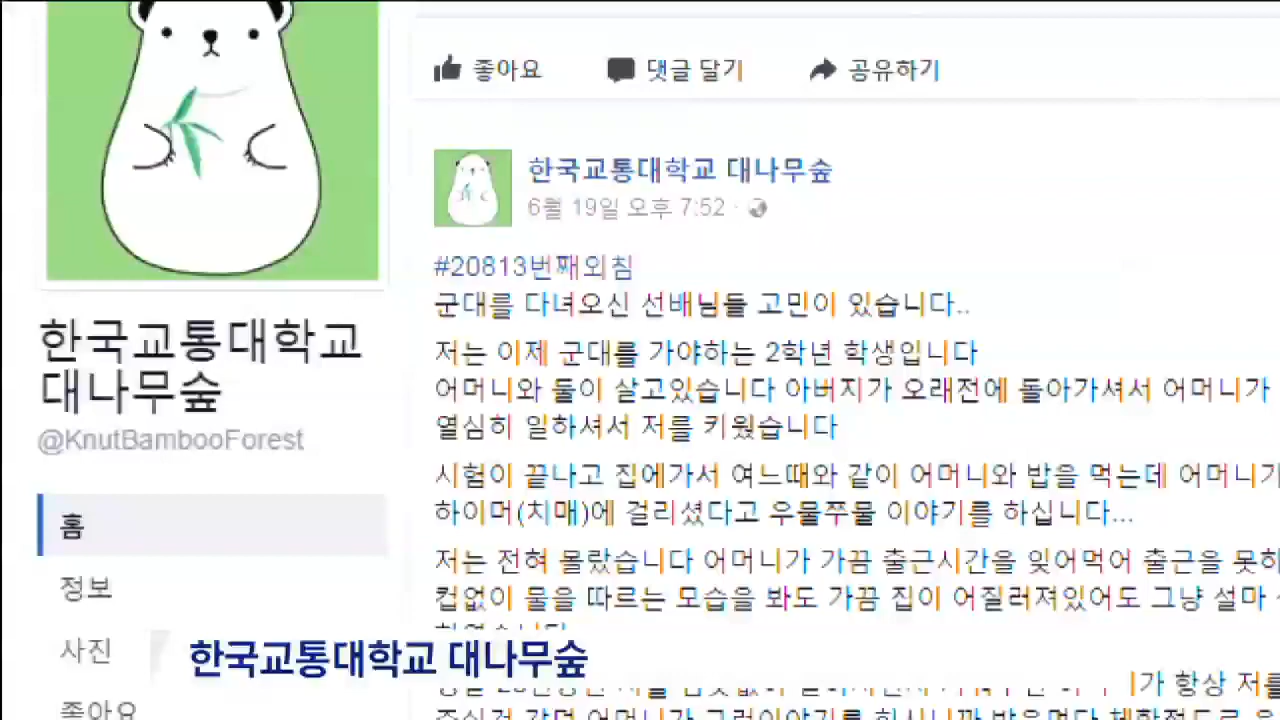 좋아요 댓글 달기 공유하기
한국교통대학교 대나무숲
6월 19일 오후 7:52
#20813번째외침
군대를 다녀오신 선배님들 고민이 있습니다..
저는 이제 군대를 가야하는 2학년 학생입니다
어머니와 둘이 살고있습니다 아버지가 오래전에 돌아가셔서 어머니가
열심히 일하셔서 저를 키웠습니다
시험이 끝나고 집에가서 여느때와 같이 어머니와 밥을 먹는데 어머니가
하이머(치매)에 걸리셨다고 우물쭈물 이야기를 하십니다...
저는 전혀 몰랐습니다 어머니가 가끔 출근시간을 잊어먹어 출근을 못하
컵없이 물을 따르는 모습을 봐도 가끔 집이 어질러져있어도 그냥 설마
가 항상 저를
한국교통대학교
대나무숲
@KnutBambooForest
홈
정보
사진
좋아요
한국교통대학교 대나무숲